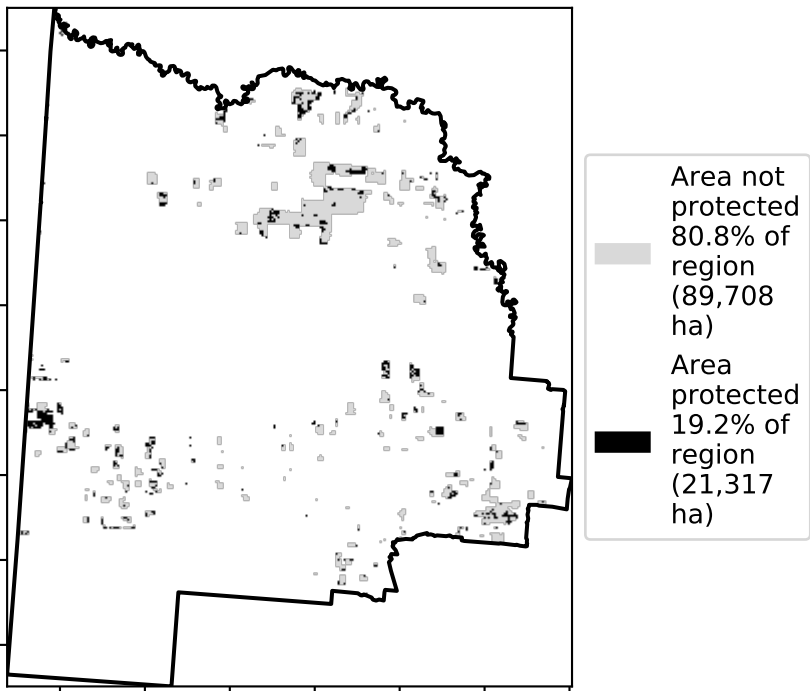 Area not
protected
80.8% of
region
(89,708
ha)
Area
protected
19.2% of
region
(21,317
ha)